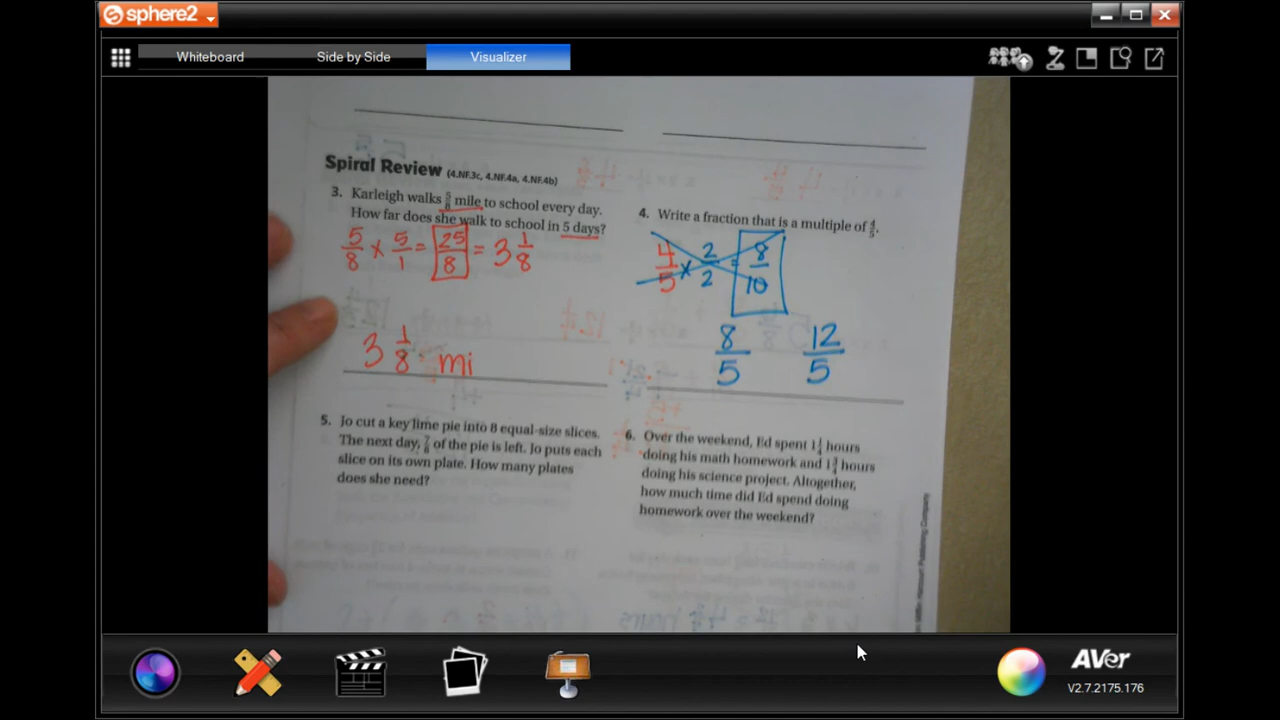 sphere2
Whiteboard
Side by Side
Visualizer
Spiral Review (4.NF.3c, 4.NF.4a, 4.NF.4b)
3. Karleigh walks 5/8 mile to school every day.
How far does she walk to school in 5 days?
5/8 x 5/1 = 25/8 = 3 1/8
3 1/8 mi
4. Write a fraction that is a multiple of 4/5.
4/5 x 2/2 = 8/10
8/5 12/5
5. Jo cut a key lime pie into 8 equal-size slices.
The next day, 7/8 of the pie is left. Jo puts each
slice on its own plate. How many plates
does she need?
6. Over the weekend, Ed spent 1 1/4 hours
doing his math homework and 1 3/4 hours
doing his science project. Altogether,
how much time did Ed spend doing
homework over the weekend?
AVer
V2.7.2175.176